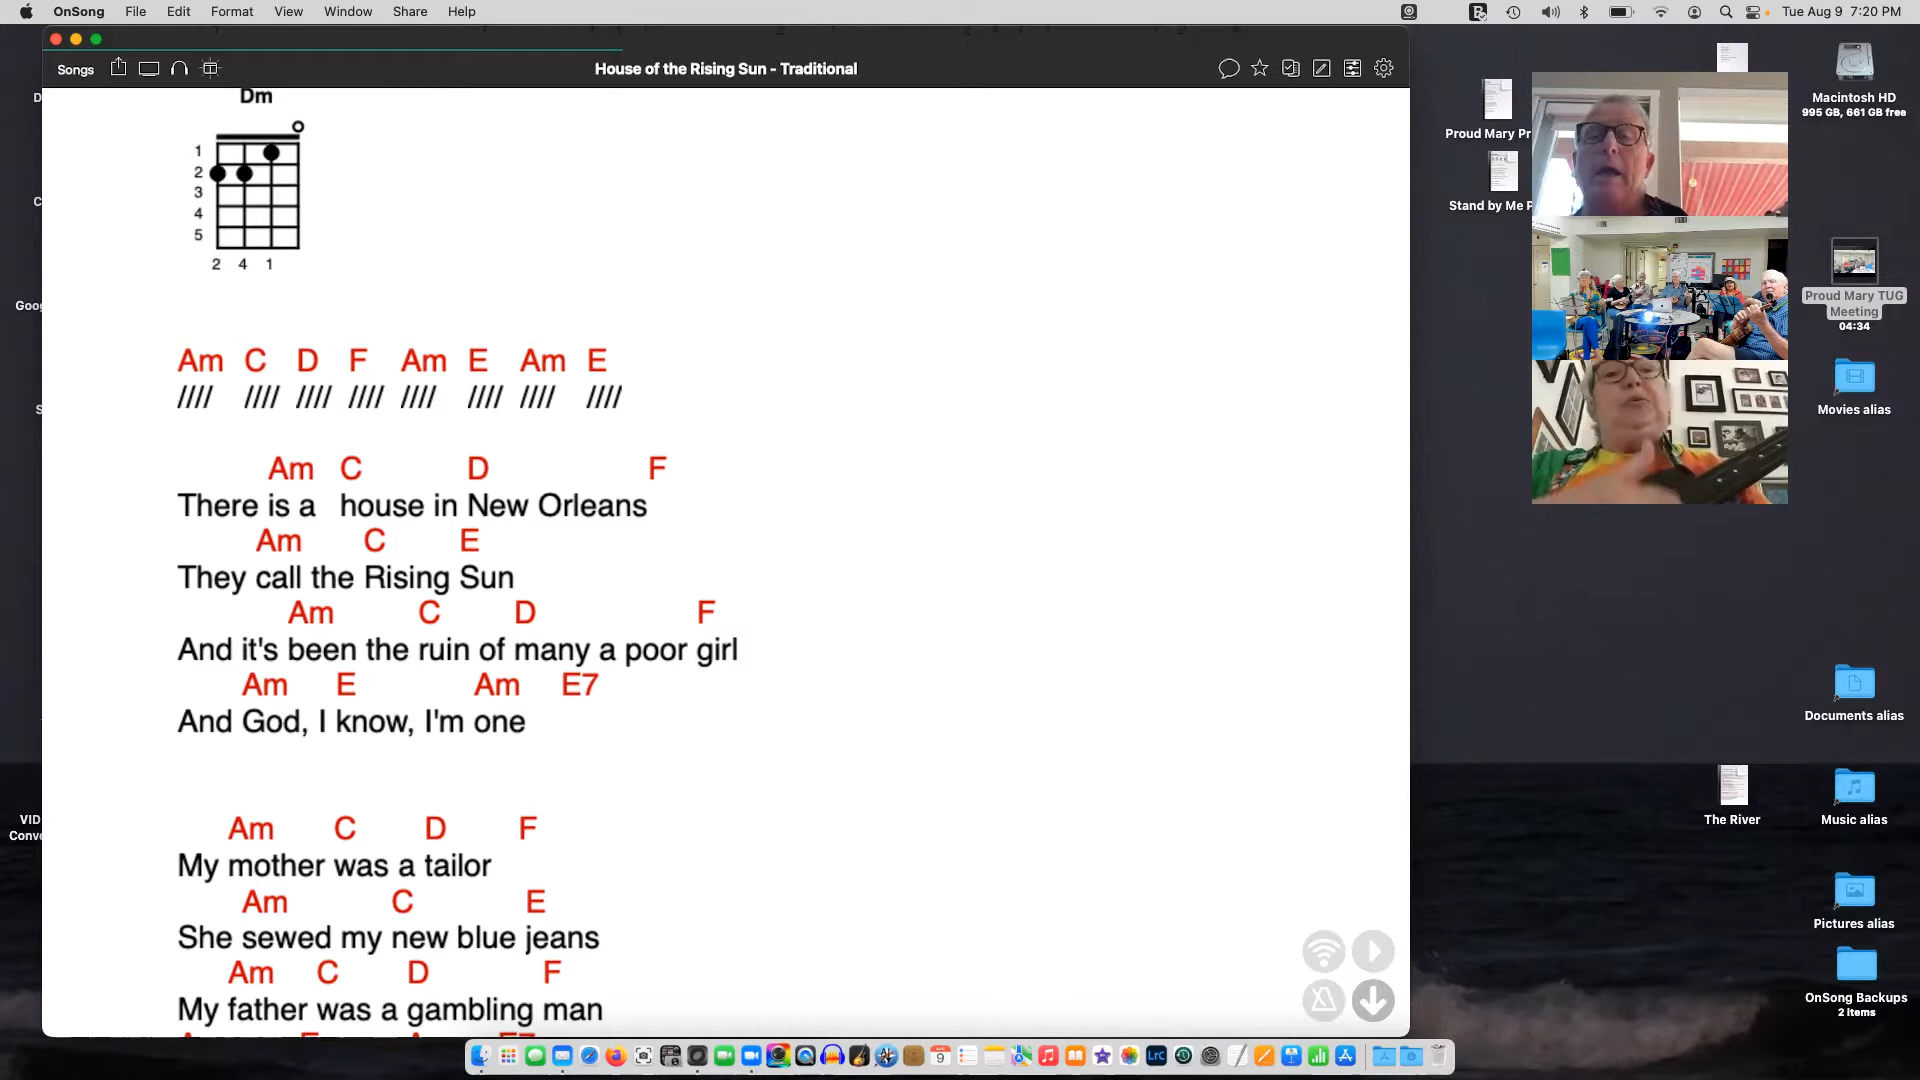 OnSong File Edit Format View Window Share Help
Tue Aug 9 7:20 PM
Songs
House of the Rising Sun - Traditional
Dm
1
2
3
4
5
2 4 1
Am C D F Am E Am E
//// //// //// //// //// //// //// ////
Am C D F
There is a house in New Orleans
Am C E
They call the Rising Sun
Am C D F
And it's been the ruin of many a poor girl
Am E Am E7
And God, I know, I'm one
Am C D F
My mother was a tailor
Am C E
She sewed my new blue jeans
Am C D F
My father was a gambling man
Macintosh HD
995 GB, 661 GB free
Proud Mary Pr
Stand by Me P
Proud Mary TUG
Meeting
04:34
Movies alias
Documents alias
The River
Music alias
Pictures alias
OnSong Backups
2 items
VID
Conve
Goo
LrC
9